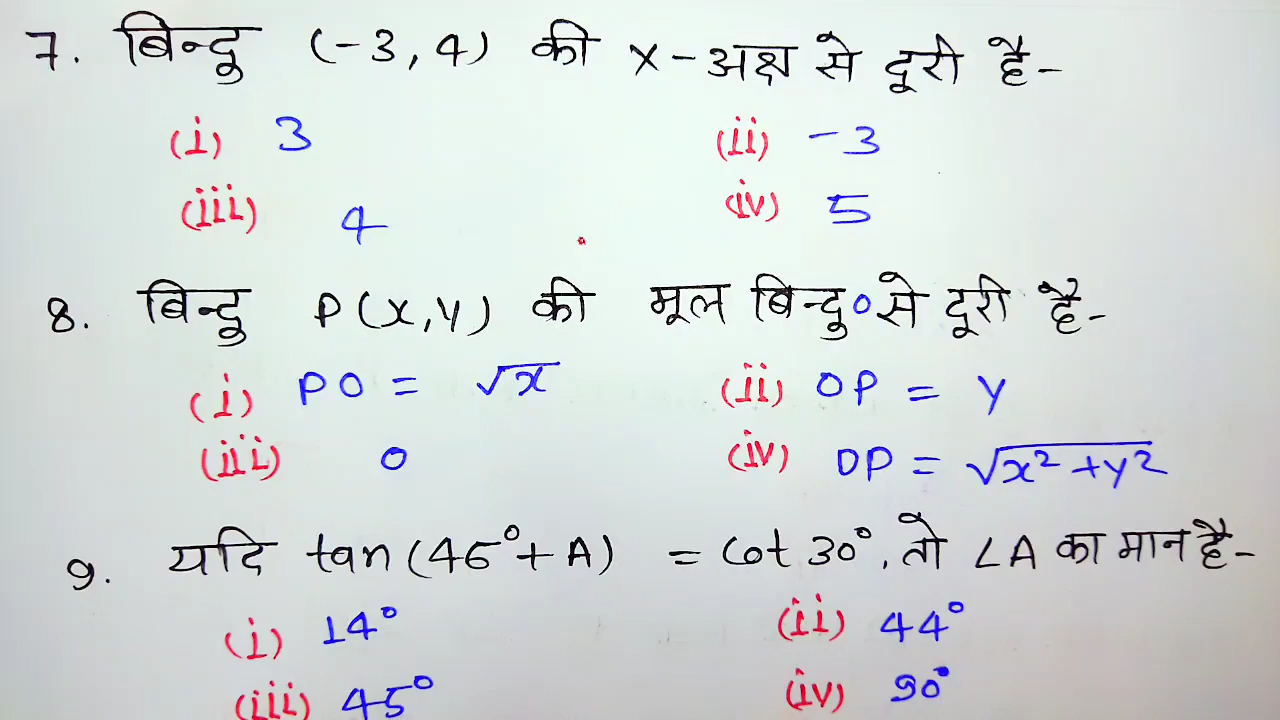 7. बिन्दु (-3, 4) की x-अक्ष से दूरी है-
(i) 3 (ii) -3
(iii) 4 (iv) 5
8. बिन्दु P(x, y) की मूल बिन्दु O से दूरी है-
(i) PO = √x (ii) OP = y
(iii) 0 (iv) OP = √x²+y²
9. यदि tan(46°+A) = Cot 30°, तो ∠A का मान है-
(i) 14° (ii) 44°
(iii) 45° (iv) 90°